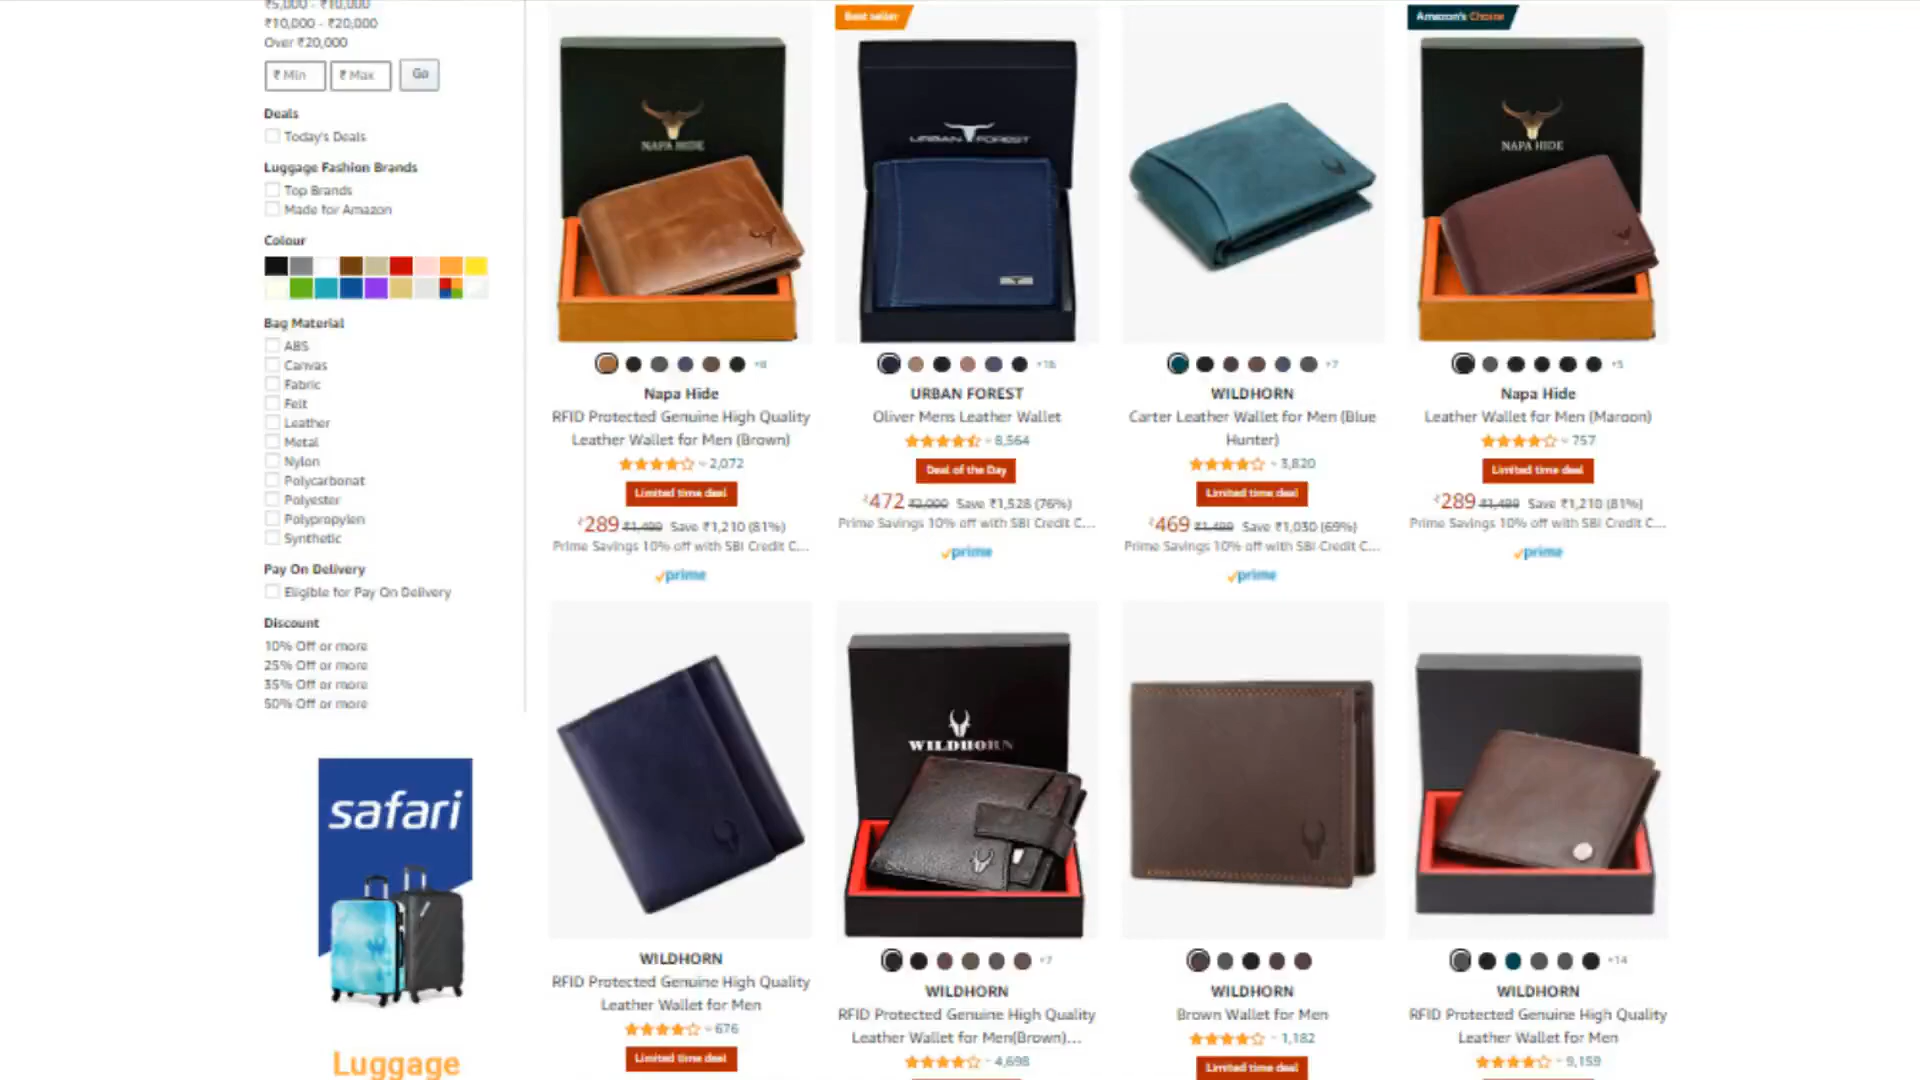 ₹5,000 - ₹10,000
₹10,000 - ₹20,000
Over ₹20,000
₹ Min ₹ Max Go
Deals
Today's Deals
Luggage Fashion Brands
Top Brands
Made for Amazon
Colour
Bag Material
ABS
Canvas
Fabric
Felt
Leather
Metal
Nylon
Polycarbonat
Polyester
Polypropylen
Synthetic
Pay On Delivery
Eligible for Pay On Delivery
Discount
10% Off or more
25% Off or more
35% Off or more
50% Off or more
safari
Luggage
NAPA HIDE
+8
Napa Hide
RFID Protected Genuine High Quality
Leather Wallet for Men (Brown)
2,072
Limited time deal
₹289 ₹1,499 Save ₹1,210 (81%)
Prime Savings 10% off with SBI Credit C...
prime
Best seller
URBAN FOREST
+16
URBAN FOREST
Oliver Mens Leather Wallet
8,564
Deal of the Day
₹472 ₹2,000 Save ₹1,528 (76%)
Prime Savings 10% off with SBI Credit C...
prime
+7
WILDHORN
Carter Leather Wallet for Men (Blue
Hunter)
3,820
Limited time deal
₹469 ₹1,499 Save ₹1,030 (69%)
Prime Savings 10% off with SBI Credit C...
prime
Amazon's Choice
NAPA HIDE
+5
Napa Hide
Leather Wallet for Men (Maroon)
757
Limited time deal
₹289 ₹1,499 Save ₹1,210 (81%)
Prime Savings 10% off with SBI Credit C...
prime
WILDHORN
RFID Protected Genuine High Quality
Leather Wallet for Men
676
Limited time deal
WILDHORN
+7
WILDHORN
RFID Protected Genuine High Quality
Leather Wallet for Men(Brown)...
4,698
WILDHORN
Brown Wallet for Men
1,182
Limited time deal
+14
WILDHORN
RFID Protected Genuine High Quality
Leather Wallet for Men
9,159